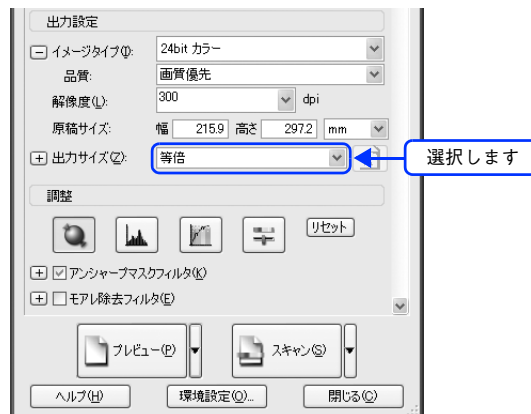 出力設定
イメージタイプ(I): 24bit カラー
品質: 画質優先
解像度(L): 300 dpi
原稿サイズ: 幅 215.9 高さ 297.2 mm
出力サイズ(Z): 等倍 選択します
調整
リセット
アンシャープマスクフィルタ(K)
モアレ除去フィルタ(E)
プレビュー(P) スキャン(S)
ヘルプ(H) 環境設定(O)... 閉じる(C)